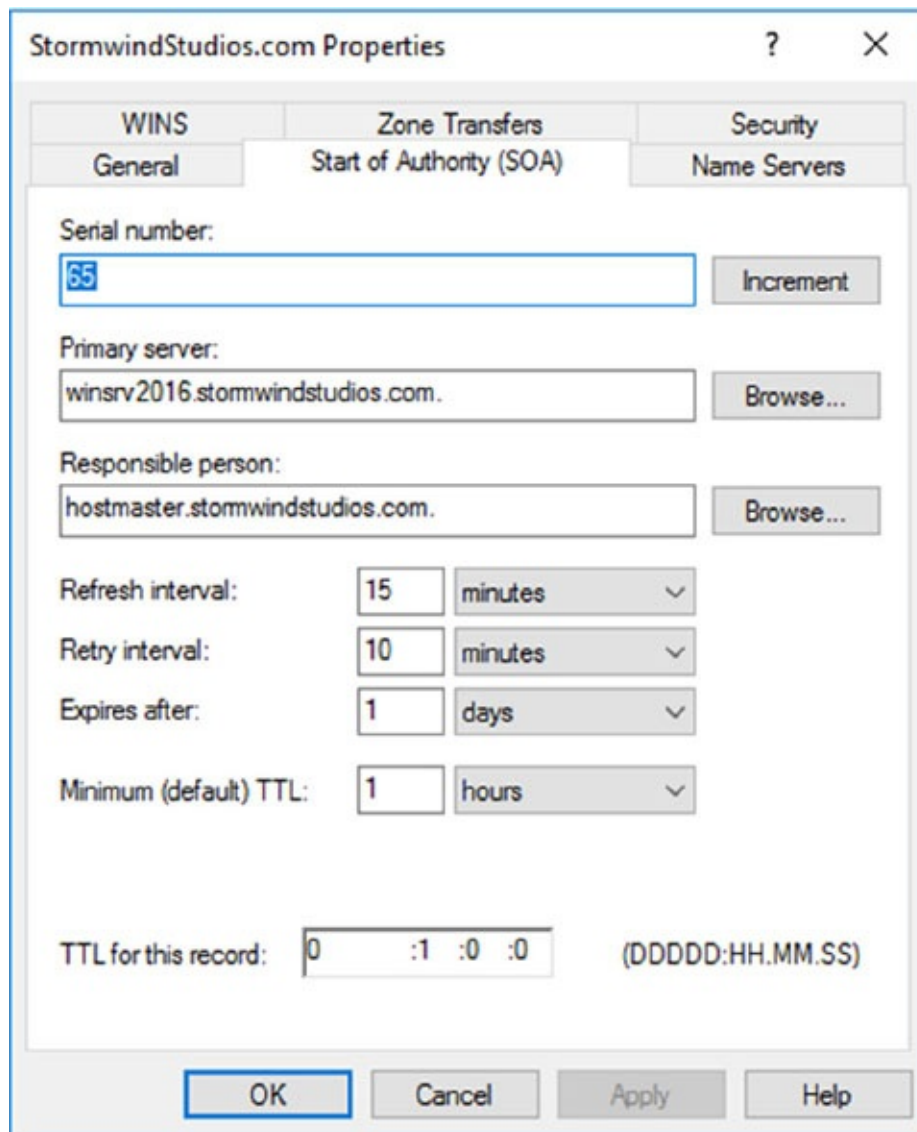 StormwindStudios.com Properties ? X
WINS Zone Transfers Security
General Start of Authority (SOA) Name Servers
Serial number:
65 Increment
Primary server:
winsrv2016.stormwindstudios.com. Browse...
Responsible person:
hostmaster.stormwindstudios.com. Browse...
Refresh interval: 15 minutes
Retry interval: 10 minutes
Expires after: 1 days
Minimum (default) TTL: 1 hours
TTL for this record: 0 :1 :0 :0 (DDDDD:HH.MM.SS)
OK Cancel Apply Help